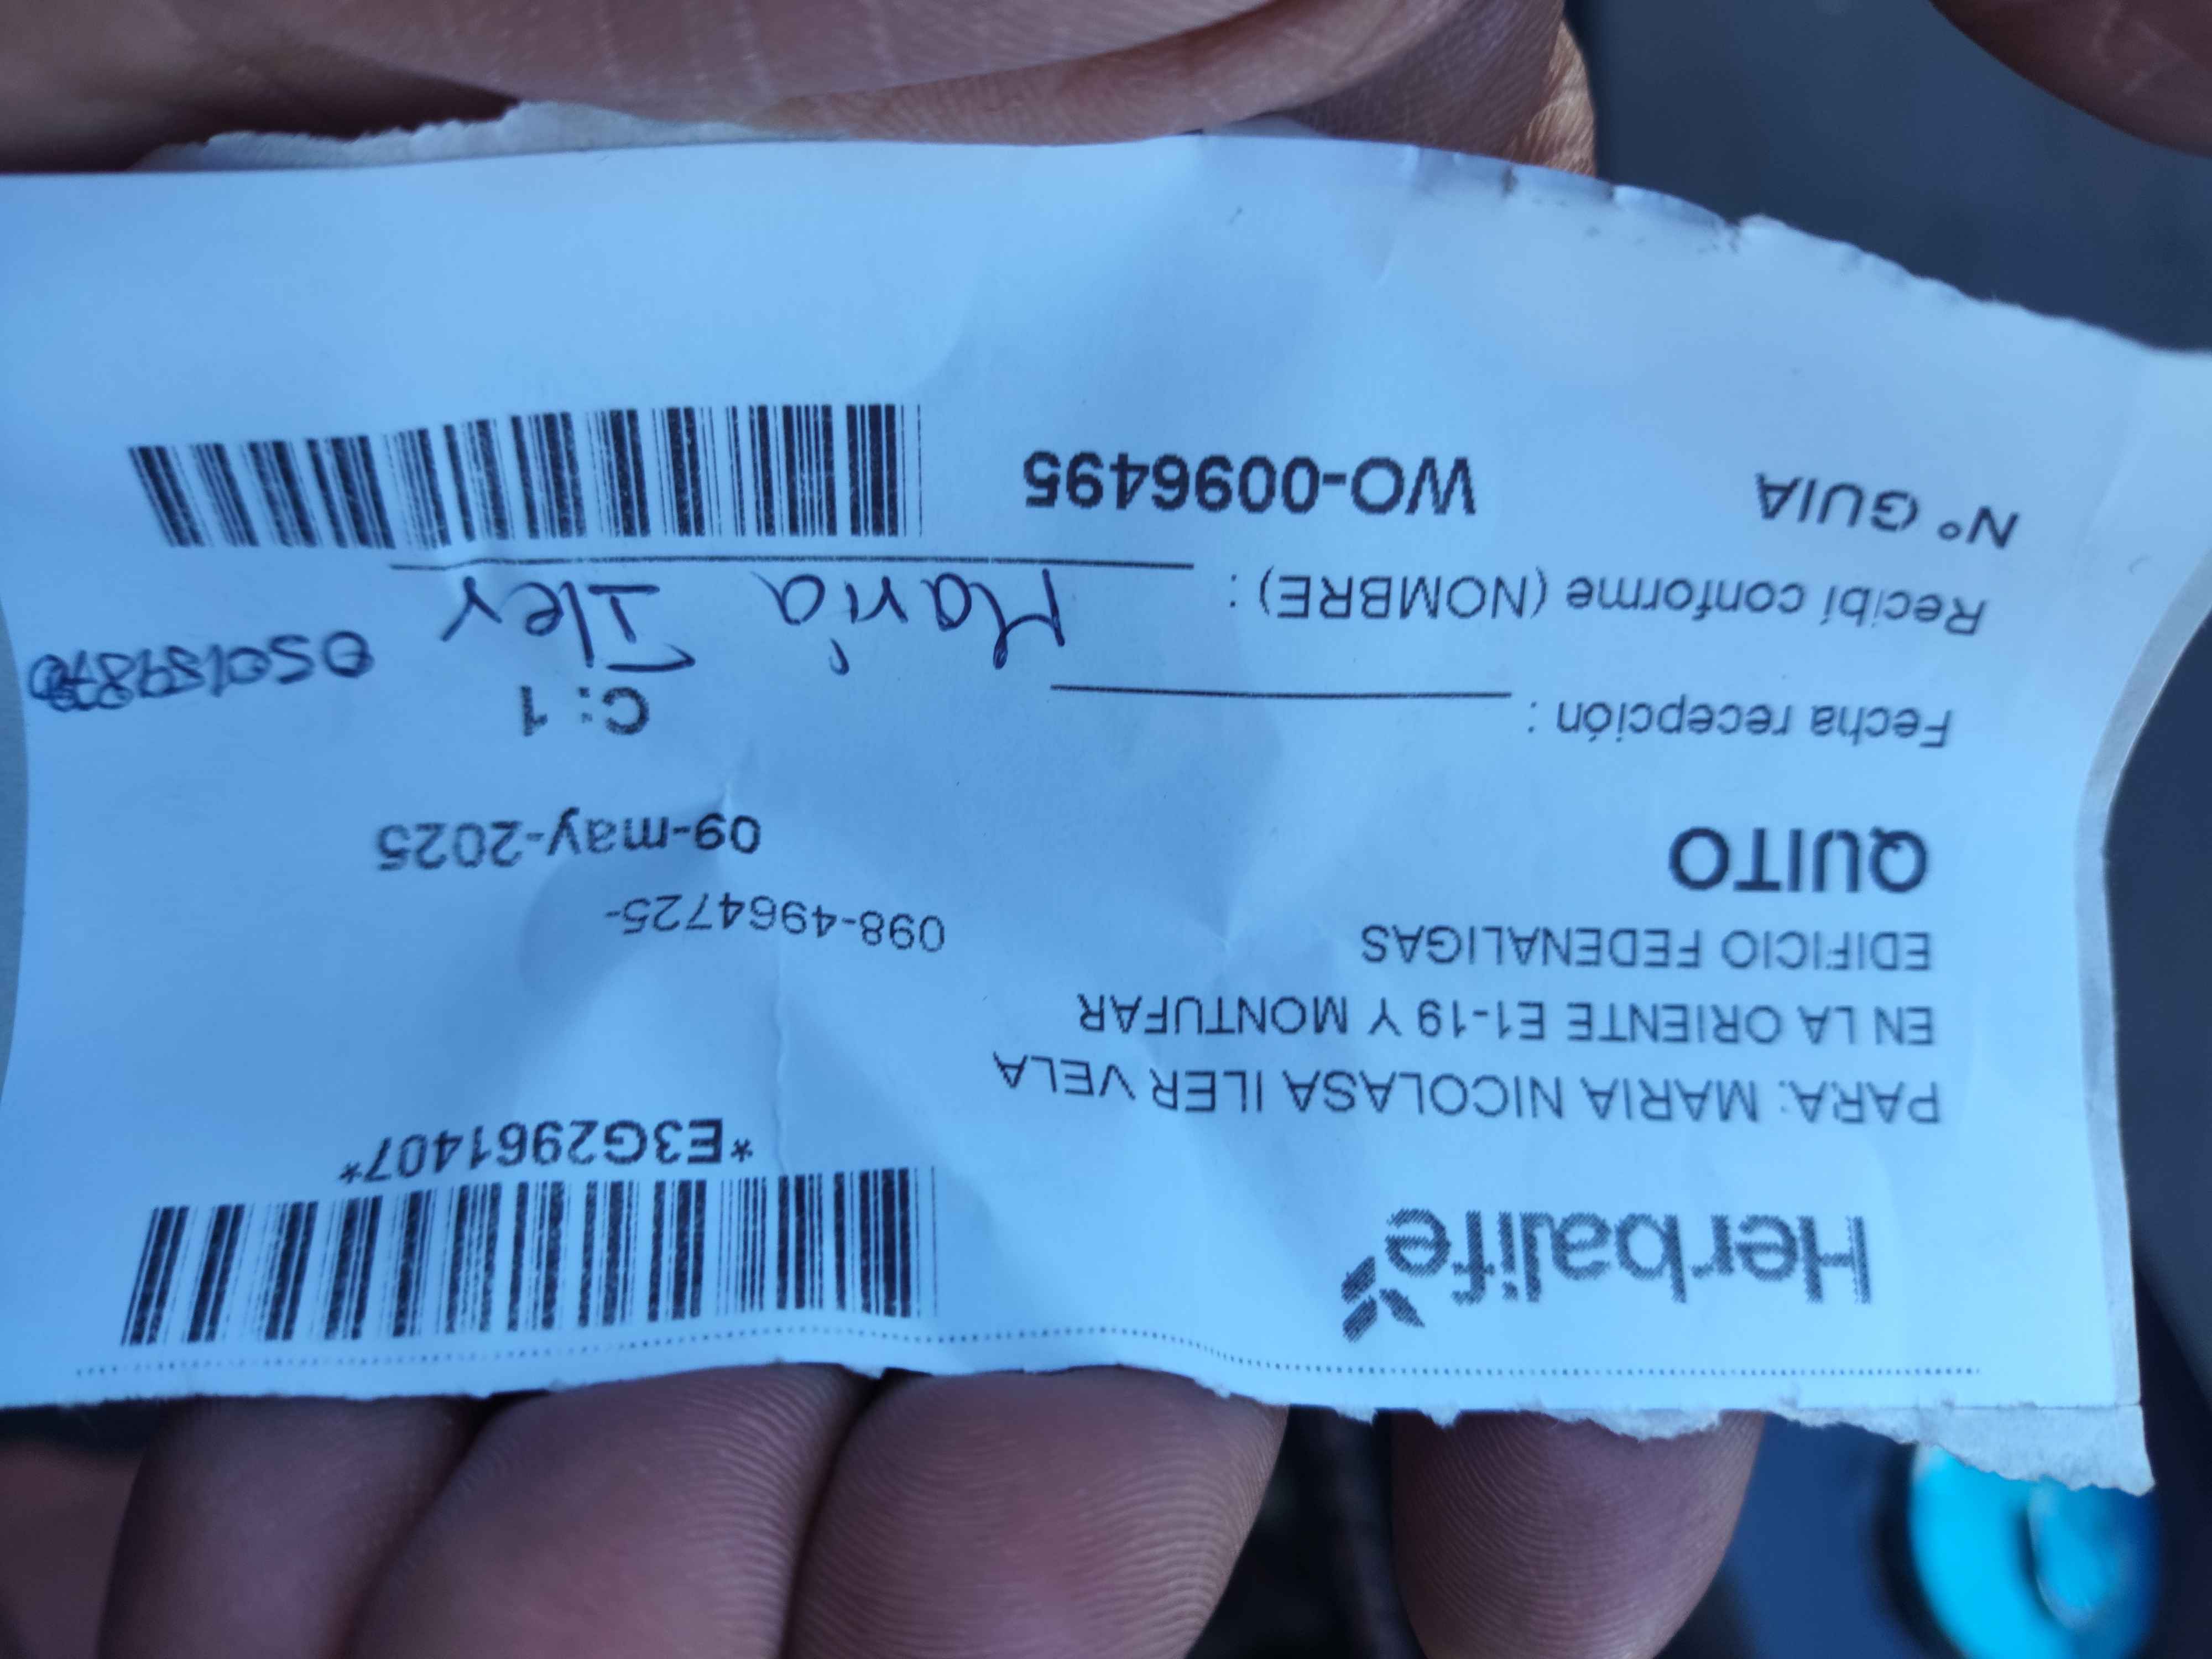 Herbalife
*E3G2961407*
PARA: MARIA NICOLASA ILER VELA
EN LA ORIENTE E1-19 Y MONTUFAR
EDIFICIO FEDENALIGAS
098-4964725-
QUITO
09-may-2025
C: 1
Fecha recepción :
Recibí conforme (NOMBRE) : María Iler
N° GUIA WO-0096495